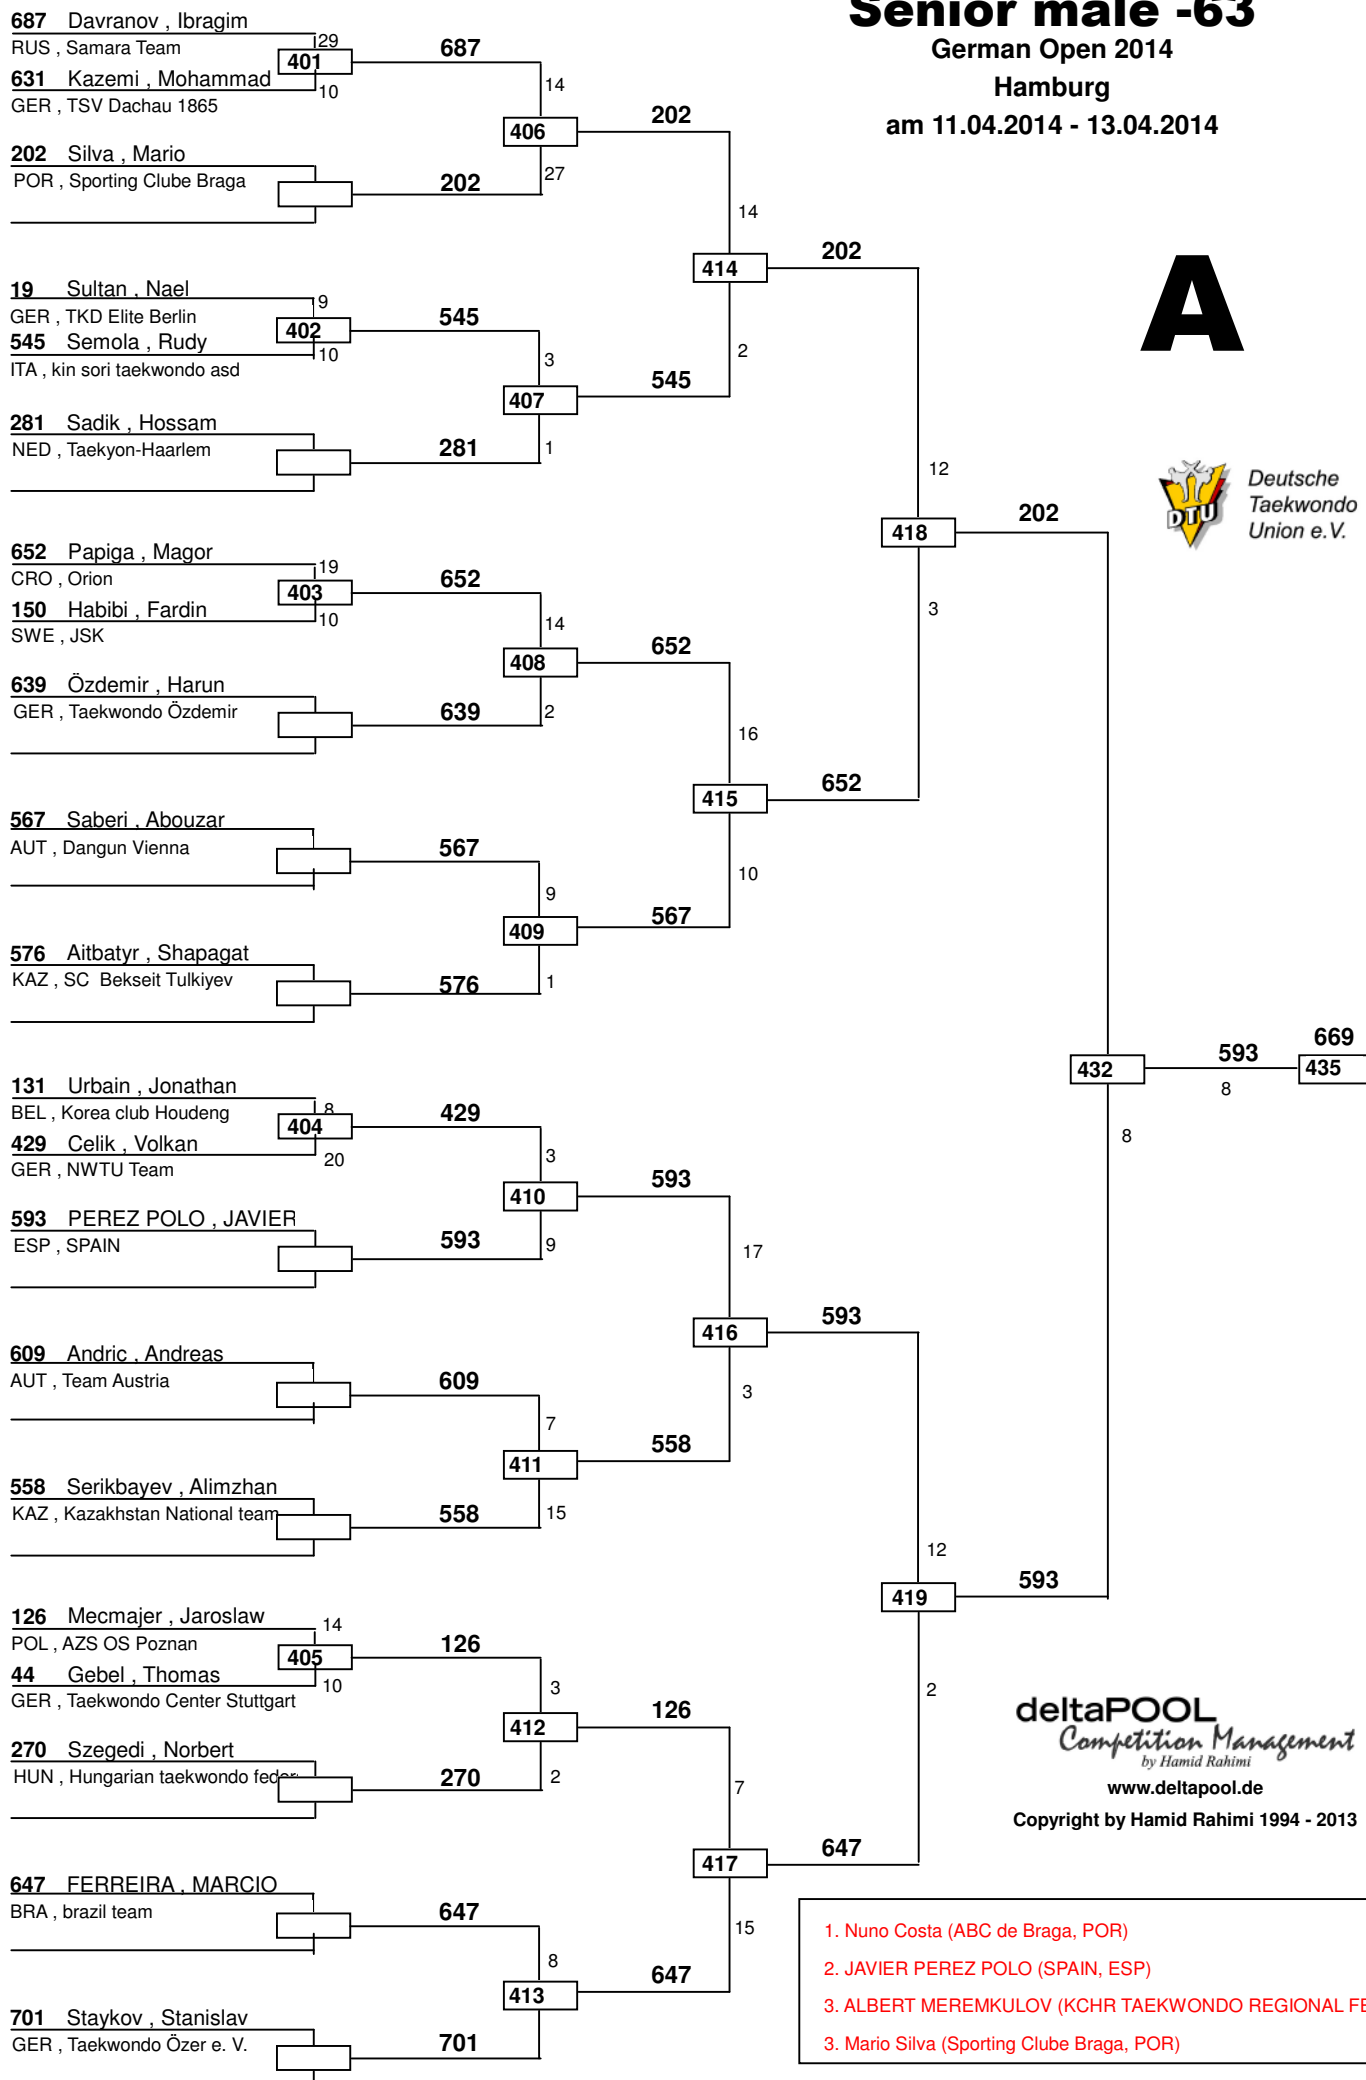 Senior male -63
German Open 2014
Hamburg
am 11.04.2014 - 13.04.2014
A
Deutsche
Taekwondo
Union e.V.
DTU
687 Davranov , Ibragim
RUS , Samara Team
29
401
687
631 Kazemi , Mohammad
10
GER , TSV Dachau 1865
14
406
202
202 Silva , Mario
POR , Sporting Clube Braga
202
27
14
414
202
19 Sultan , Nael
9
GER , TKD Elite Berlin
402
545
545 Semola , Rudy
10
ITA , kin sori taekwondo asd
3
407
545
2
281 Sadik , Hossam
NED , Taekyon-Haarlem
281
1
12
418
202
652 Papiga , Magor
19
CRO , Orion
403
652
150 Habibi , Fardin
10
SWE , JSK
14
408
652
3
639 Özdemir , Harun
GER , Taekwondo Özdemir
639
2
16
415
652
567 Saberi , Abouzar
AUT , Dangun Vienna
567
9
409
567
10
576 Aitbatyr , Shapagat
KAZ , SC Bekseit Tulkiyev
576
1
432
593
8
669
435
131 Urbain , Jonathan
8
BEL , Korea club Houdeng
404
429
429 Celik , Volkan
20
GER , NWTU Team
3
410
593
8
593 PEREZ POLO , JAVIER
ESP , SPAIN
593
9
17
416
593
609 Andric , Andreas
AUT , Team Austria
609
7
411
558
3
558 Serikbayev , Alimzhan
KAZ , Kazakhstan National team
558
15
12
419
593
126 Mecmajer , Jaroslaw
14
POL , AZS OS Poznan
405
126
44 Gebel , Thomas
10
GER , Taekwondo Center Stuttgart
3
412
126
2
270 Szegedi , Norbert
HUN , Hungarian taekwondo feder
270
2
7
417
647
647 FERREIRA , MARCIO
BRA , brazil team
647
8
413
647
15
701 Staykov , Stanislav
GER , Taekwondo Özer e. V.
701
deltaPOOL
Competition Management
by Hamid Rahimi
www.deltapool.de
Copyright by Hamid Rahimi 1994 - 2013
1. Nuno Costa (ABC de Braga, POR)
2. JAVIER PEREZ POLO (SPAIN, ESP)
3. ALBERT MEREMKULOV (KCHR TAEKWONDO REGIONAL FE
3. Mario Silva (Sporting Clube Braga, POR)